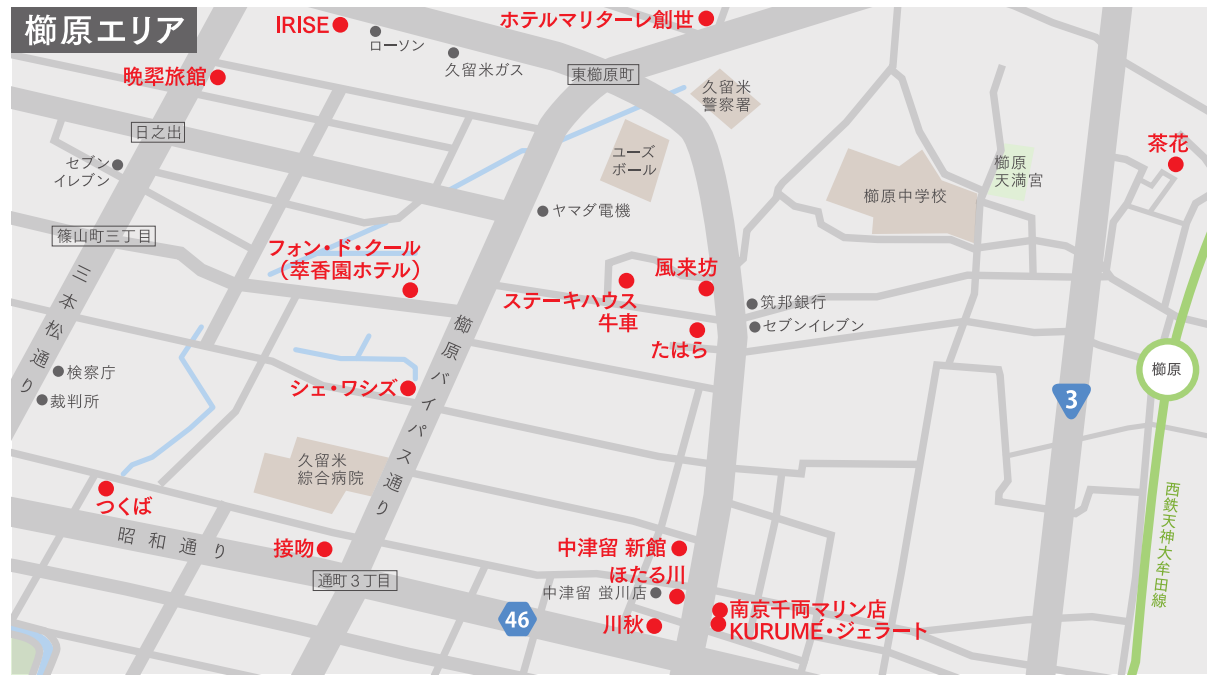 櫛原エリア
IRISE
ローソン
久留米ガス
ホテルマリターレ創世
東櫛原町
久留米
警察署
晩翠旅館
日之出
セブン
イレブン
ユーズ
ボール
茶花
櫛原
天満宮
櫛原中学校
ヤマダ電機
篠山町三丁目
フォン・ド・クール
(萃香園ホテル)
三本松通り
風来坊
ステーキハウス
牛車
筑邦銀行
セブンイレブン
たはら
櫛原バイパス通り
検察庁
裁判所
シェ・ワシズ
櫛原
3
久留米
綜合病院
つくば
昭和通り
接吻
西鉄天神大牟田線
中津留 新館
ほたる川
通町3丁目
中津留 蛍川店
46
川秋
南京千両マリン店
KURUME・ジェラート